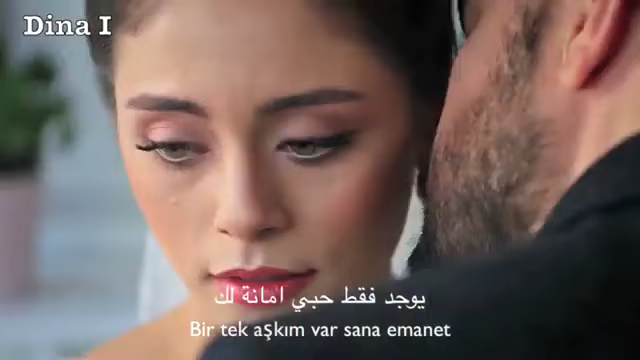 Dina I
يوجد فقط حبي امانة لك
Bir tek aşkım var sana emanet